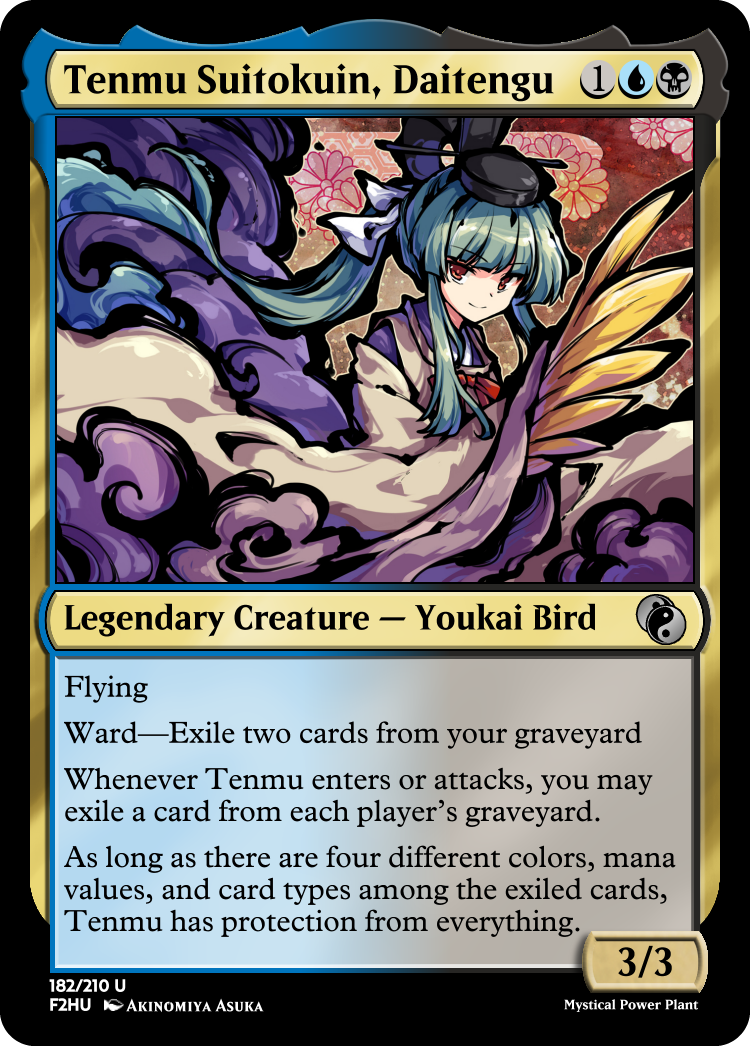 Tenmu Suitokuin, Daitengu 1
Legendary Creature — Youkai Bird
Flying
Ward—Exile two cards from your graveyard
Whenever Tenmu enters or attacks, you may
exile a card from each player's graveyard.
As long as there are four different colors, mana
values, and card types among the exiled cards,
Tenmu has protection from everything.
3/3
182/210 U
F2HU Akinomiya Asuka
Mystical Power Plant